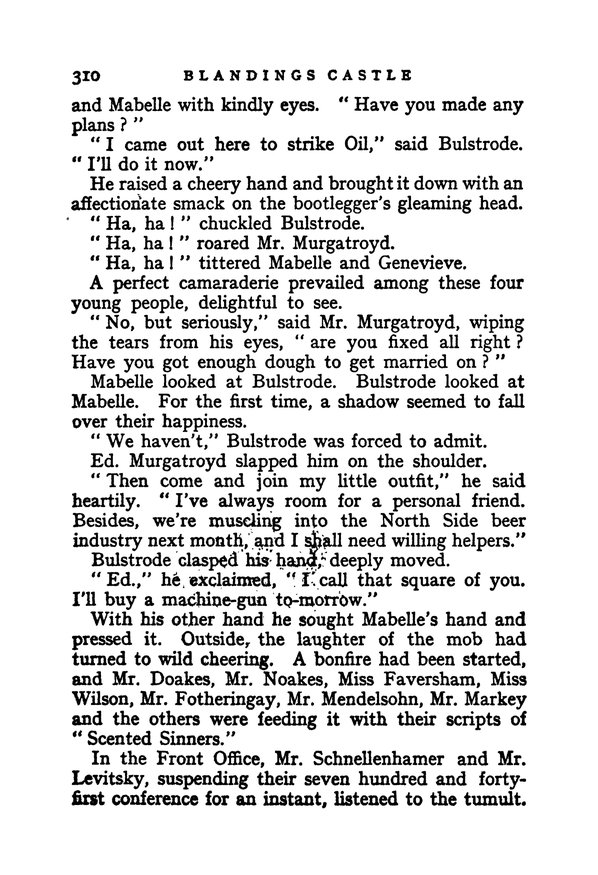 310 BLANDINGS CASTLE
and Mabelle with kindly eyes. " Have you made any
plans ? "
" I came out here to strike Oil," said Bulstrode.
" I'll do it now."
He raised a cheery hand and brought it down with an
affectionate smack on the bootlegger's gleaming head.
" Ha, ha ! " chuckled Bulstrode.
" Ha, ha ! " roared Mr. Murgatroyd.
" Ha, ha ! " tittered Mabelle and Genevieve.
A perfect camaraderie prevailed among these four
young people, delightful to see.
" No, but seriously," said Mr. Murgatroyd, wiping
the tears from his eyes, " are you fixed all right ?
Have you got enough dough to get married on ? "
Mabelle looked at Bulstrode. Bulstrode looked at
Mabelle. For the first time, a shadow seemed to fall
over their happiness.
" We haven't," Bulstrode was forced to admit.
Ed. Murgatroyd slapped him on the shoulder.
" Then come and join my little outfit," he said
heartily. " I've always room for a personal friend.
Besides, we're muscling into the North Side beer
industry next month, and I shall need willing helpers."
Bulstrode clasped his hand, deeply moved.
" Ed.," he exclaimed, " I call that square of you.
I'll buy a machine-gun to-morrow."
With his other hand he sought Mabelle's hand and
pressed it. Outside, the laughter of the mob had
turned to wild cheering. A bonfire had been started,
and Mr. Doakes, Mr. Noakes, Miss Faversham, Miss
Wilson, Mr. Fotheringay, Mr. Mendelsohn, Mr. Markey
and the others were feeding it with their scripts of
" Scented Sinners."
In the Front Office, Mr. Schnellenhamer and Mr.
Levitsky, suspending their seven hundred and forty-
first conference for an instant, listened to the tumult.